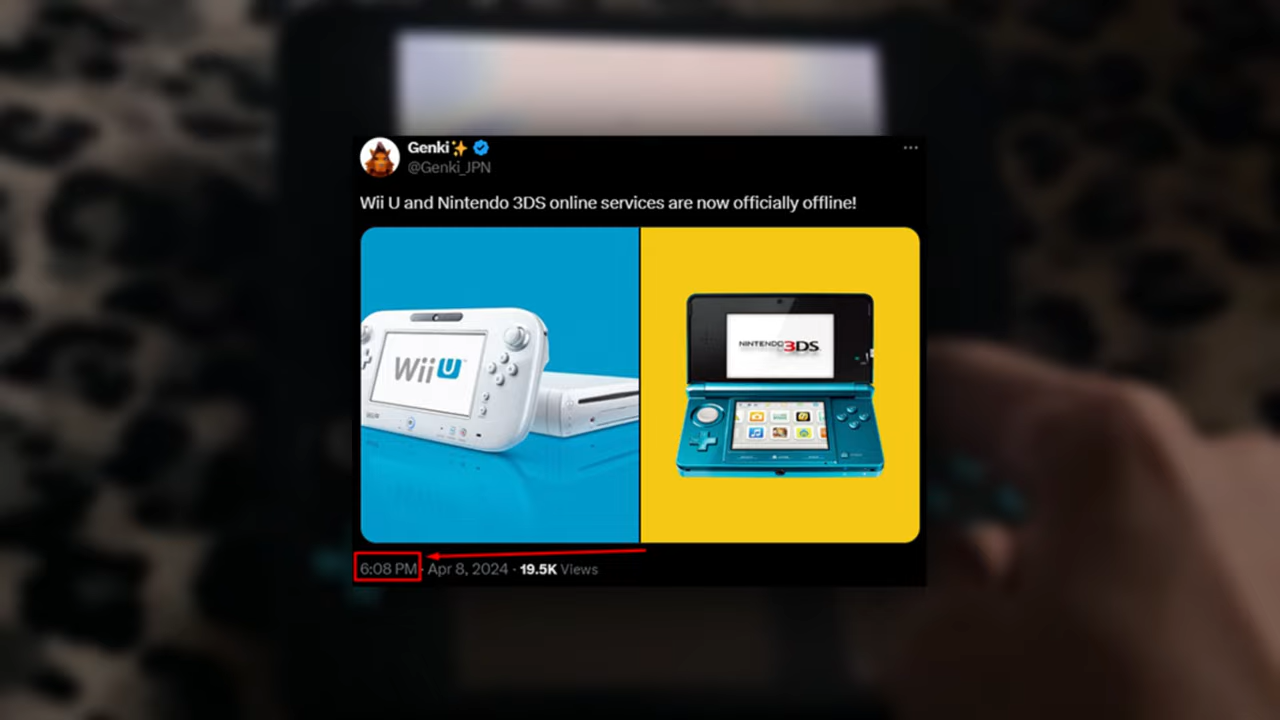 Genki✨
@Genki_JPN
Wii U and Nintendo 3DS online services are now officially offline!
Wii U
NINTENDO 3DS
6:08 PM · Apr 8, 2024 · 19.5K Views